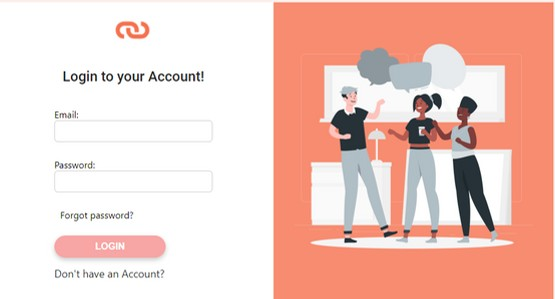 Login to your Account!
Email:
Password:
Forgot password?
LOGIN
Don't have an Account?